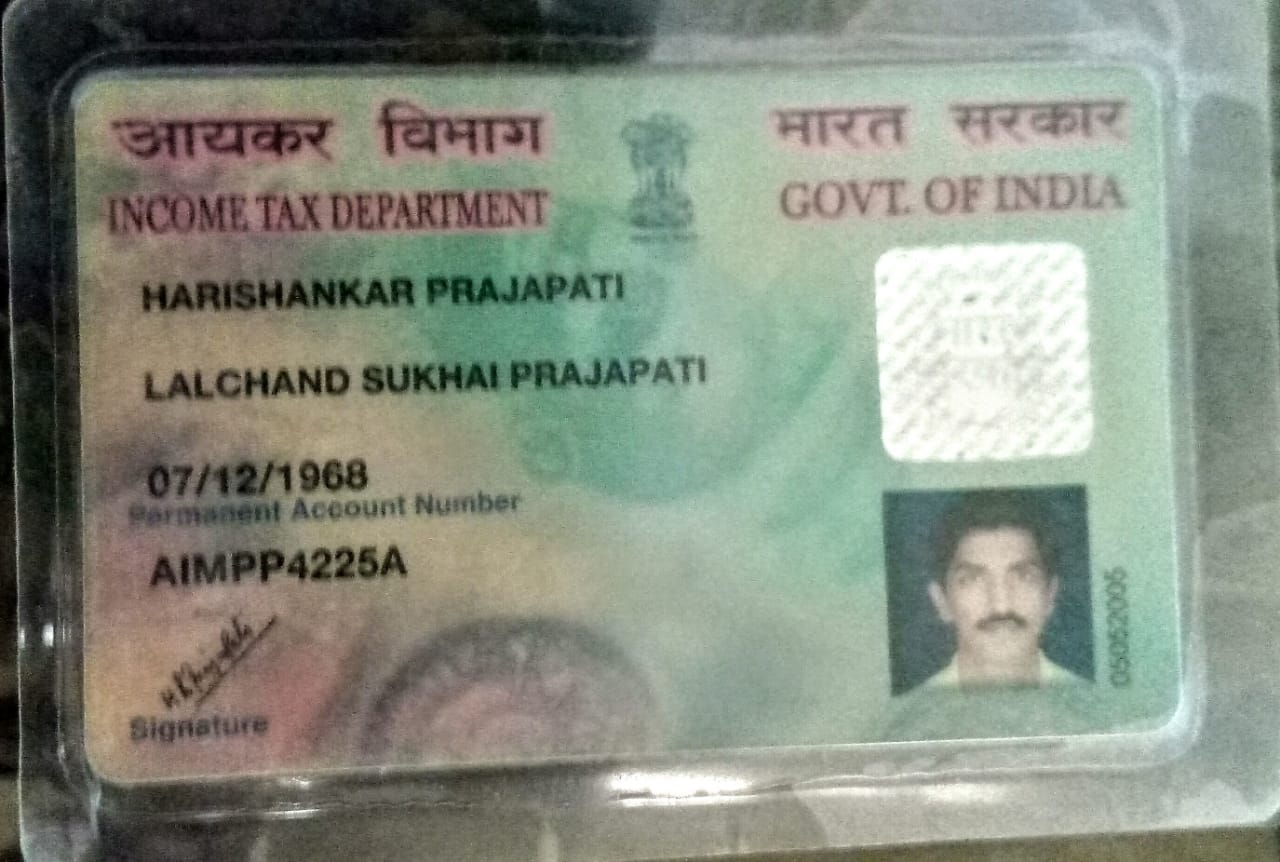 आयकर विभाग
भारत सरकार
INCOME TAX DEPARTMENT
GOVT. OF INDIA
HARISHANKAR PRAJAPATI
LALCHAND SUKHAI PRAJAPATI
07/12/1968
Permanent Account Number
AIMPP4225A
Signature
05052005